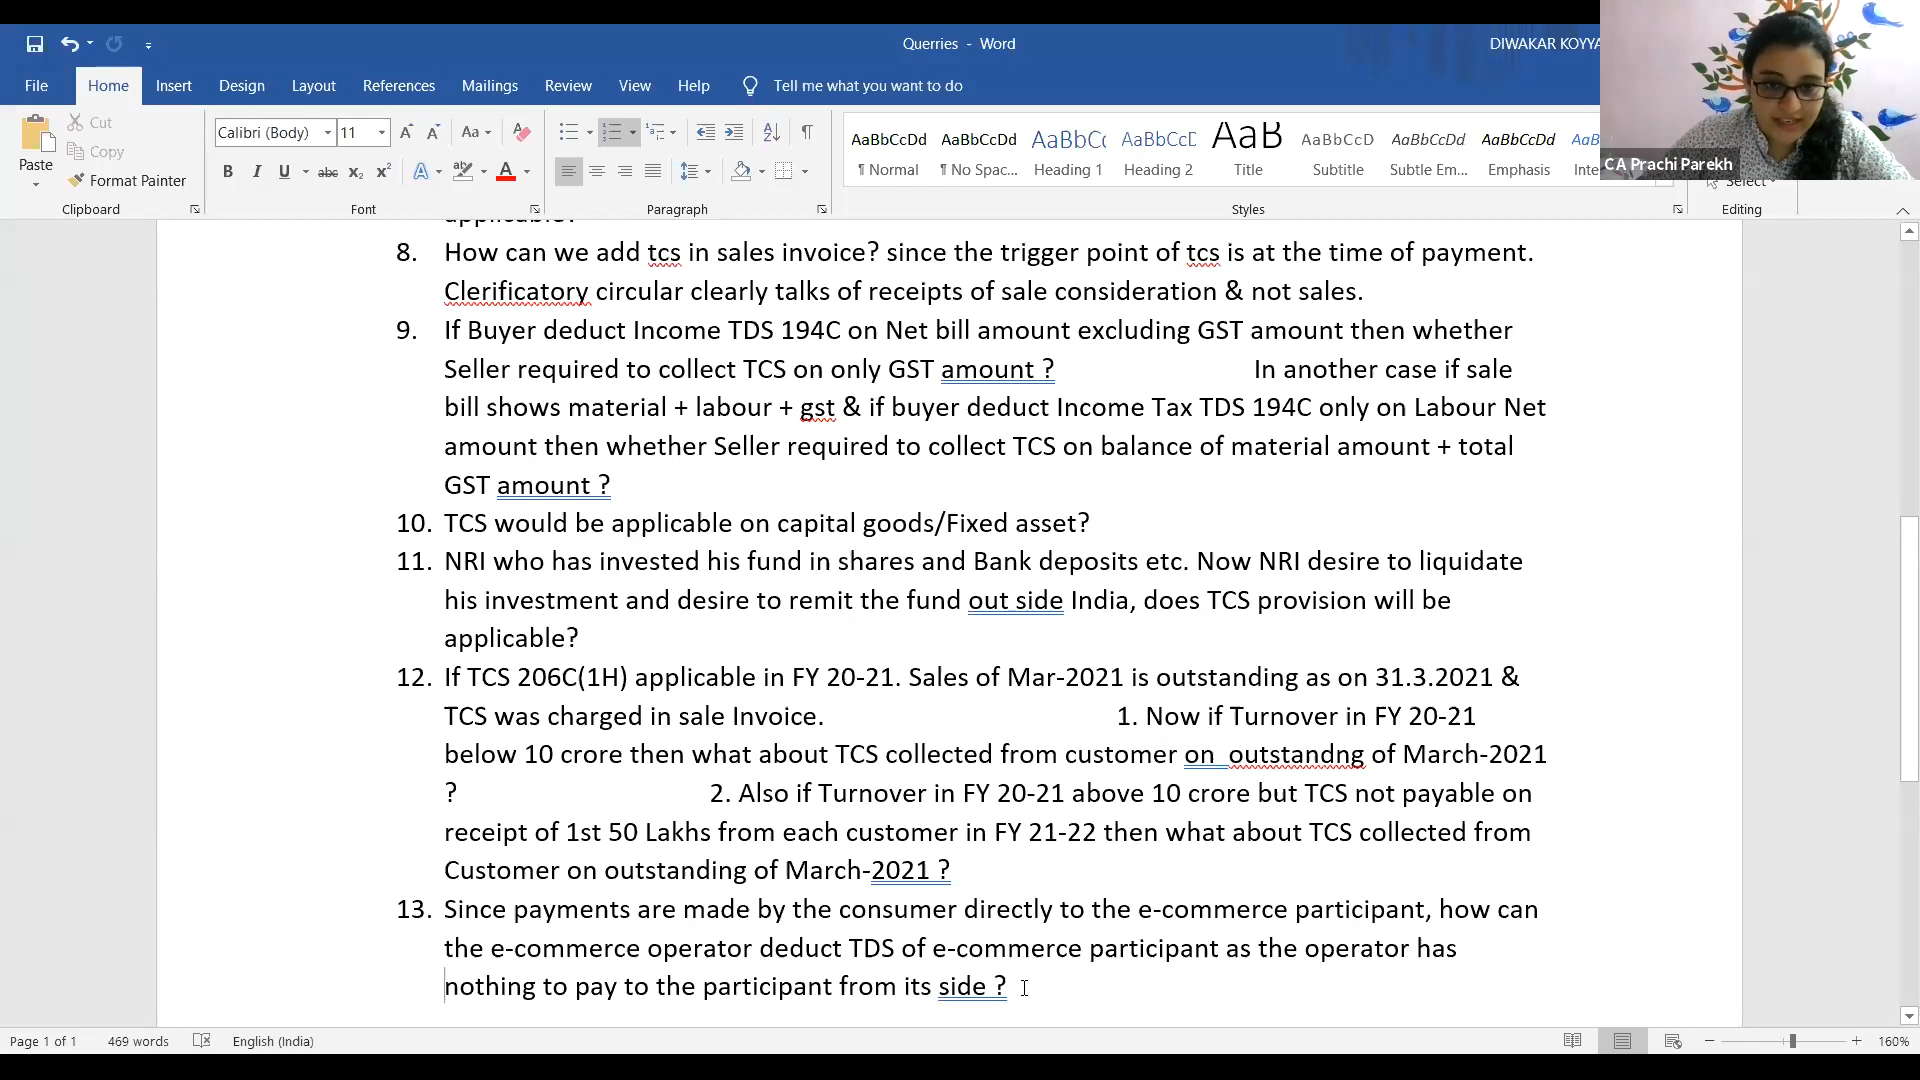 Querries - Word
DIWAKAR KOYYA
File Home Insert Design Layout References Mailings Review View Help Tell me what you want to do
Paste
Cut
Copy
Format Painter
Clipboard
Calibri (Body) 11
Font
Paragraph
AaBbCcDd AaBbCcDd AaBbCc AaBbCcD AaB AaBbCcD AaBbCcDd AaBbCcDd AaBb
¶ Normal ¶ No Spac... Heading 1 Heading 2 Title Subtitle Subtle Em... Emphasis Inte
Styles
CA Prachi Parekh
Select
Editing
applicable?
8. How can we add tcs in sales invoice? since the trigger point of tcs is at the time of payment.
Clerificatory circular clearly talks of receipts of sale consideration & not sales.
9. If Buyer deduct Income TDS 194C on Net bill amount excluding GST amount then whether
Seller required to collect TCS on only GST amount ? In another case if sale
bill shows material + labour + gst & if buyer deduct Income Tax TDS 194C only on Labour Net
amount then whether Seller required to collect TCS on balance of material amount + total
GST amount ?
10. TCS would be applicable on capital goods/Fixed asset?
11. NRI who has invested his fund in shares and Bank deposits etc. Now NRI desire to liquidate
his investment and desire to remit the fund out side India, does TCS provision will be
applicable?
12. If TCS 206C(1H) applicable in FY 20-21. Sales of Mar-2021 is outstanding as on 31.3.2021 &
TCS was charged in sale Invoice. 1. Now if Turnover in FY 20-21
below 10 crore then what about TCS collected from customer on outstandng of March-2021
? 2. Also if Turnover in FY 20-21 above 10 crore but TCS not payable on
receipt of 1st 50 Lakhs from each customer in FY 21-22 then what about TCS collected from
Customer on outstanding of March-2021 ?
13. Since payments are made by the consumer directly to the e-commerce participant, how can
the e-commerce operator deduct TDS of e-commerce participant as the operator has
nothing to pay to the participant from its side ?
Page 1 of 1 469 words English (India) 160%